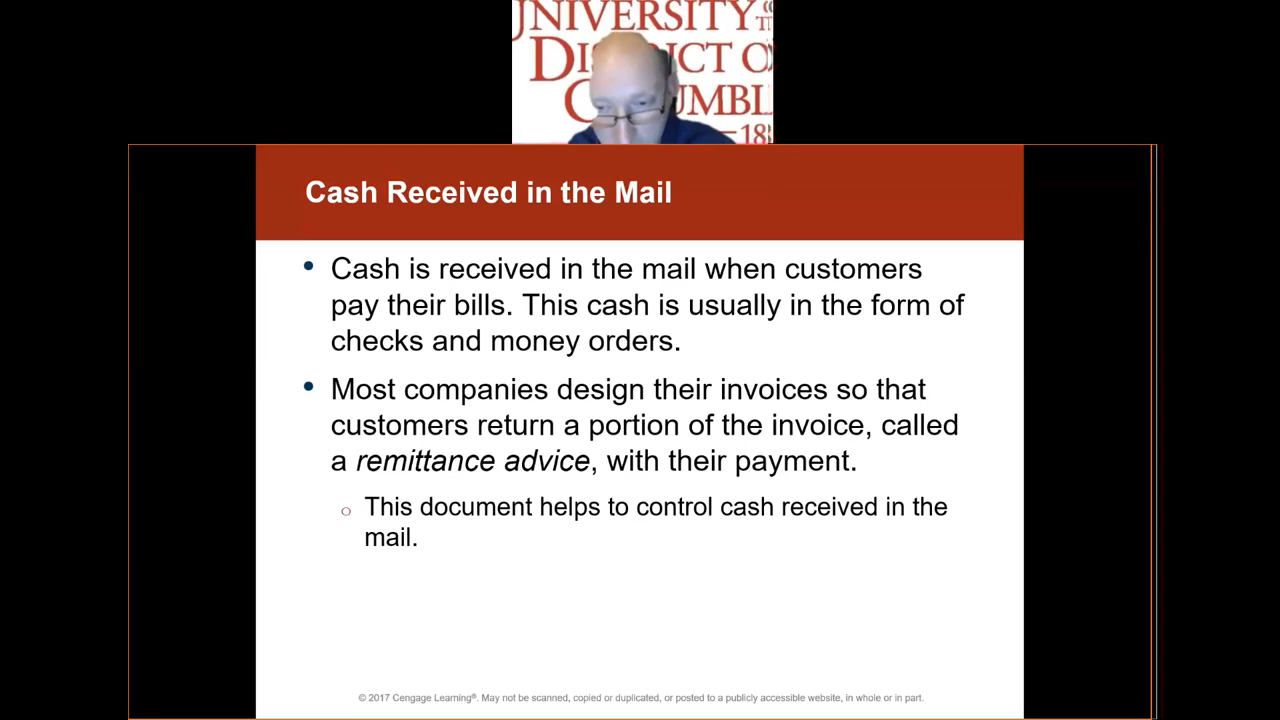 UNIVERSITY
CT O
UMBI
18
Cash Received in the Mail
• Cash is received in the mail when customers
pay their bills. This cash is usually in the form of
checks and money orders.
• Most companies design their invoices so that
customers return a portion of the invoice, called
a remittance advice, with their payment.
○ This document helps to control cash received in the
mail.
© 2017 Cengage Learning®. May not be scanned, copied or duplicated, or posted to a publicly accessible website, in whole or in part.